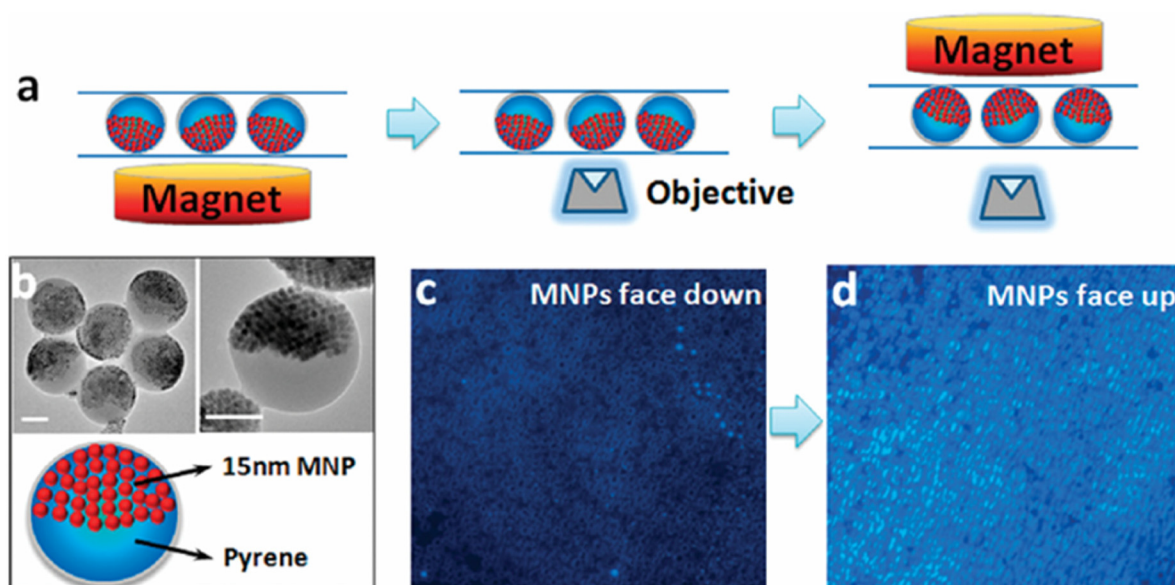 a
Magnet
Objective
Magnet
b
15nm MNP
Pyrene
c
MNPs face down
d
MNPs face up